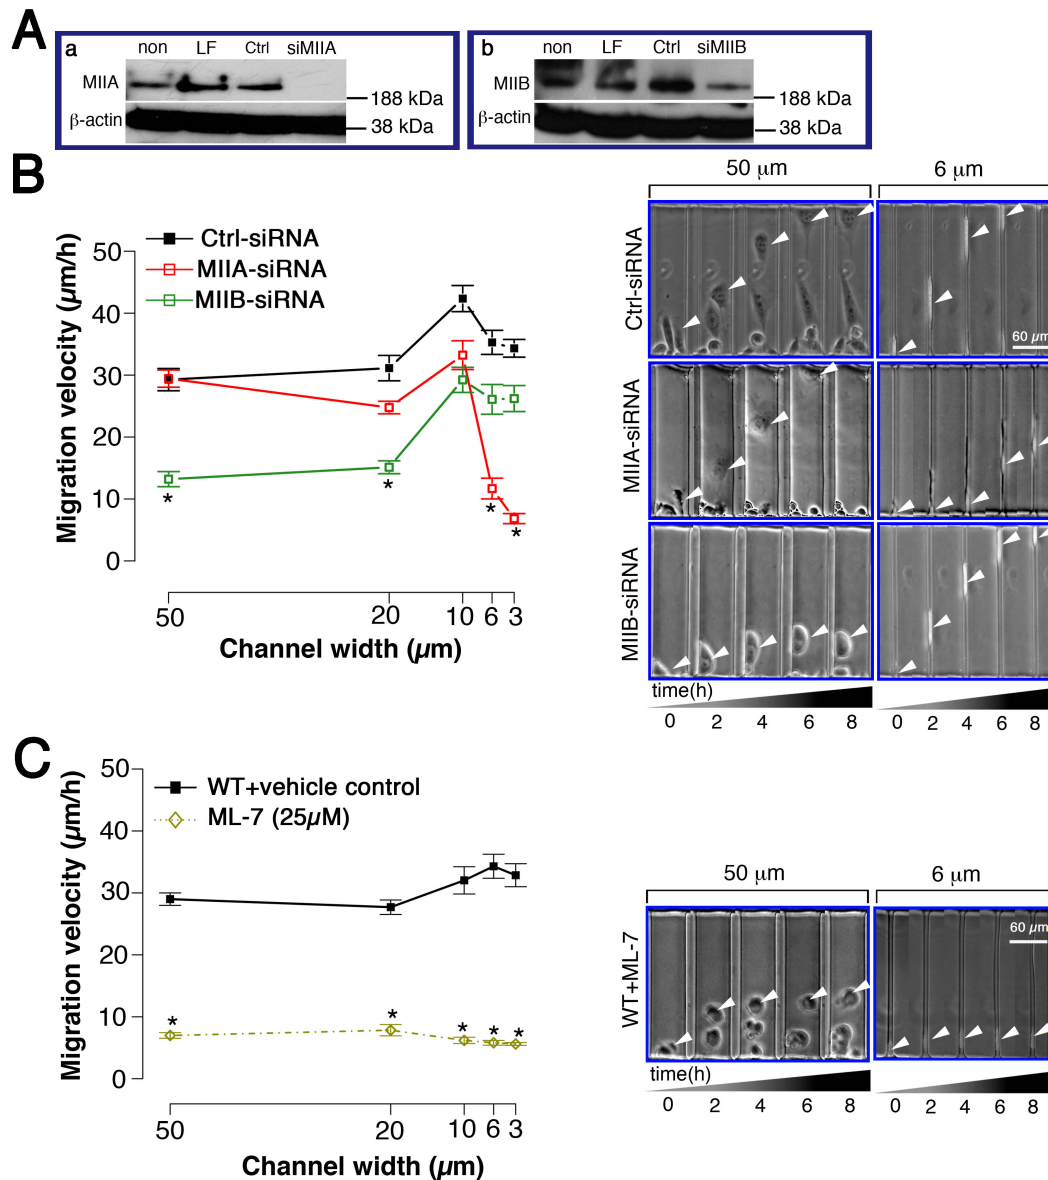 A
a
non LF Ctrl siMIIA
MIIA
188 kDa
β-actin
38 kDa
b
non LF Ctrl siMIIB
MIIB
188 kDa
β-actin
38 kDa
B
Ctrl-siRNA
MIIA-siRNA
MIIB-siRNA
Migration velocity (µm/h)
50
40
30
20
10
0
* * * *
50 20 10 6 3
Channel width (µm)
50 µm 6 µm
Ctrl-siRNA
60 µm
MIIA-siRNA
MIIB-siRNA
time(h)
0 2 4 6 8 0 2 4 6 8
C
WT+vehicle control
ML-7 (25µM)
Migration velocity (µm/h)
50
40
30
20
10
0
* * * * *
50 20 10 6 3
Channel width (µm)
50 µm 6 µm
WT+ML-7
60 µm
time(h)
0 2 4 6 8 0 2 4 6 8